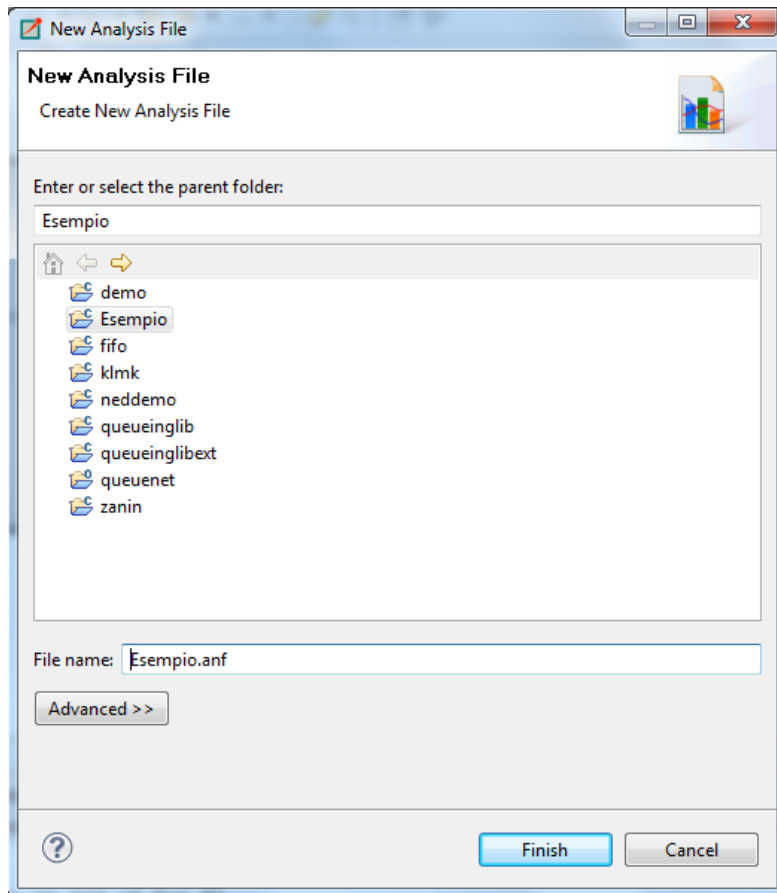 New Analysis File
New Analysis File
Create New Analysis File
Enter or select the parent folder:
Esempio
demo
Esempio
fifo
klmk
neddemo
queueinglib
queueinglibext
queuenet
zanin
File name: Esempio.anf
Advanced >>
Finish Cancel